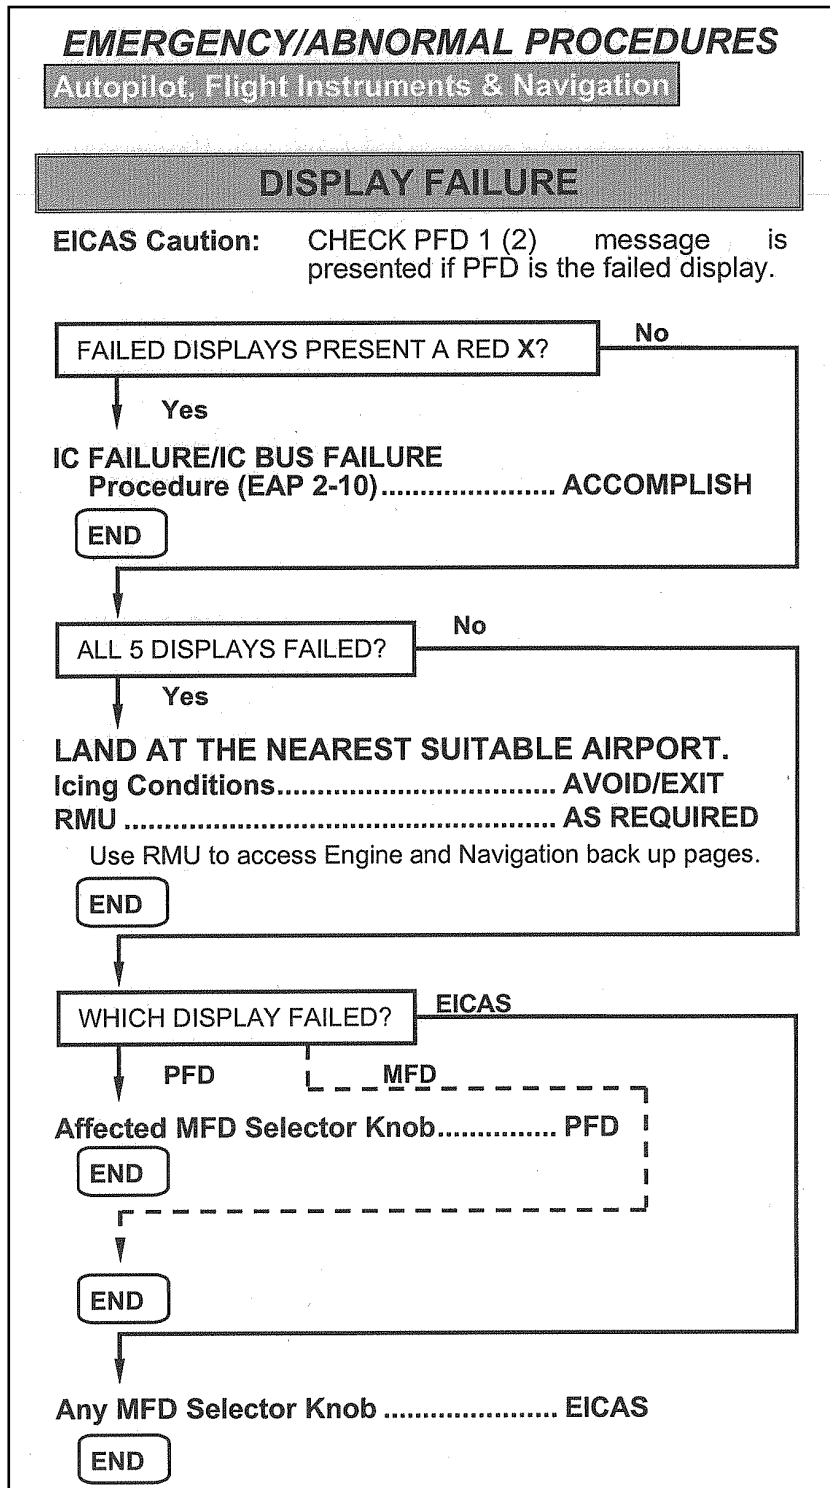 EMERGENCY/ABNORMAL PROCEDURES
Autopilot, Flight Instruments & Navigation
DISPLAY FAILURE
EICAS Caution: CHECK PFD 1 (2) message is
presented if PFD is the failed display.
FAILED DISPLAYS PRESENT A RED X?
No
Yes
IC FAILURE/IC BUS FAILURE
Procedure (EAP 2-10)...................... ACCOMPLISH
END
ALL 5 DISPLAYS FAILED?
No
Yes
LAND AT THE NEAREST SUITABLE AIRPORT.
Icing Conditions................................... AVOID/EXIT
RMU ..................................................... AS REQUIRED
Use RMU to access Engine and Navigation back up pages.
END
WHICH DISPLAY FAILED?
EICAS
PFD
MFD
Affected MFD Selector Knob............... PFD
END
END
Any MFD Selector Knob ...................... EICAS
END